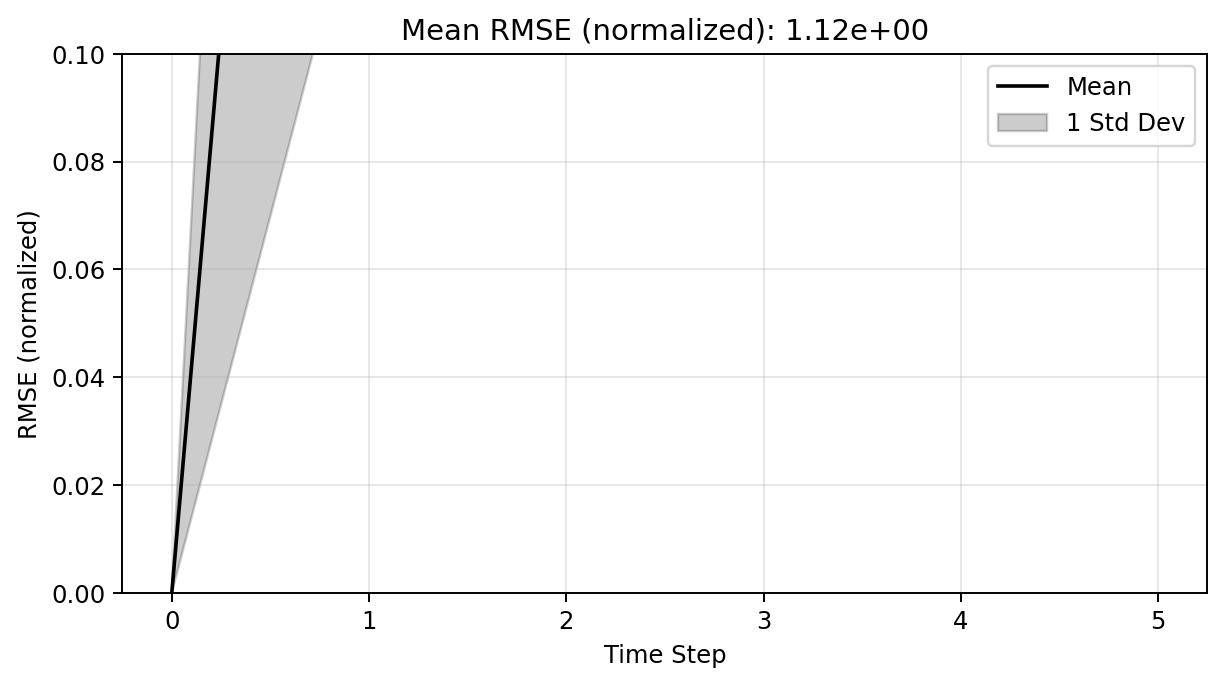 Mean RMSE (normalized): 1.12e+00
0.10
0.08
0.06
0.04
0.02
0.00
RMSE (normalized)
Mean
1 Std Dev
0 1 2 3 4 5
Time Step